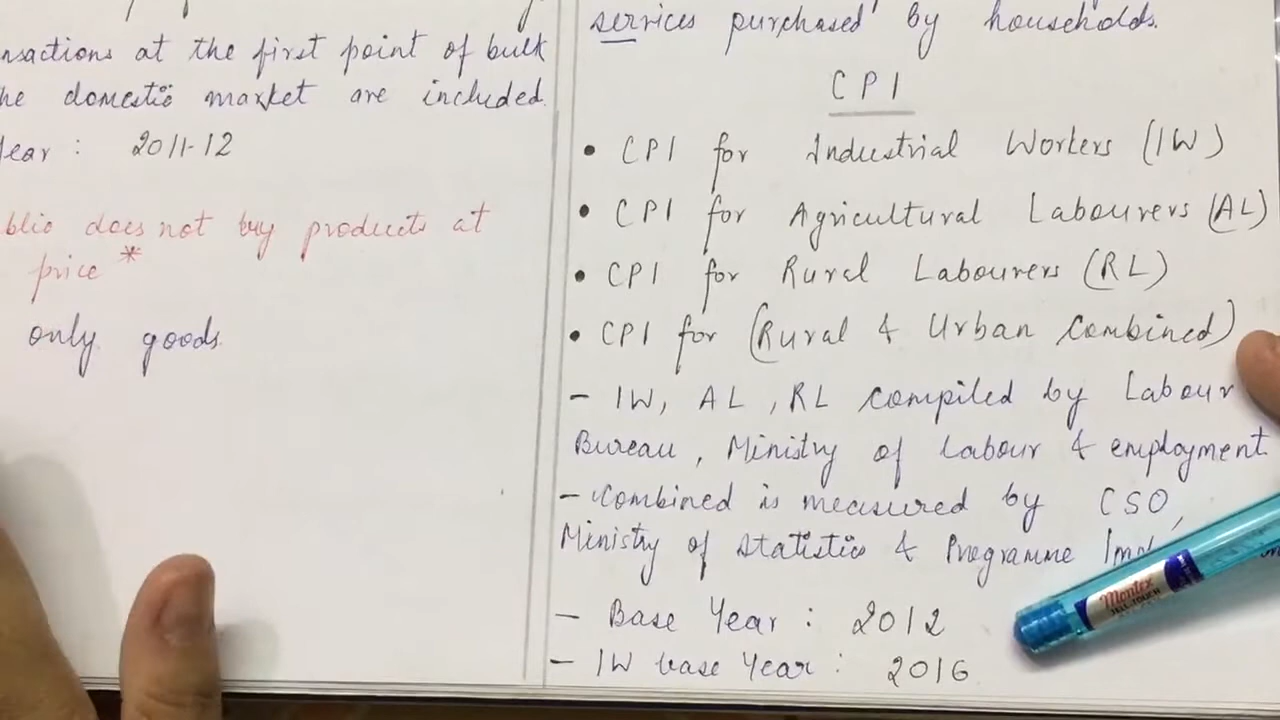 nsactions at the first point of bulk
he domestic market are included.
Year : 2011-12
blic does not buy products at
price *
only goods.
services purchased by households.
CPI
• CPI for Industrial Workers (IW)
• CPI for Agricultural Labourers (AL)
• CPI for Rural Labourers (RL)
• CPI for (Rural & Urban Combined)
- IW, AL, RL compiled by Labour
Bureau, Ministry of Labour & employment
- Combined is measured by CSO,
Ministry of Statistics & Programme Imp
- Base Year : 2012
- IW base Year : 2016
Montex